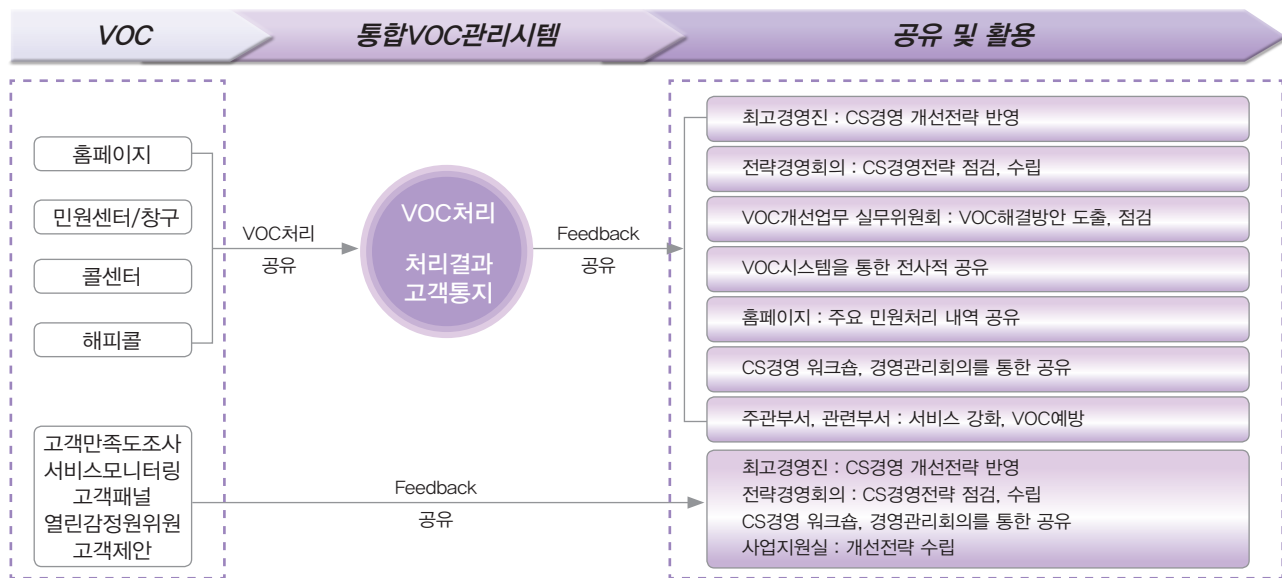 VOC
통합VOC관리시템
공유 및 활용
홈페이지
민원센터/창구
콜센터
해피콜
VOC처리
공유
VOC처리
처리결과
고객통지
Feedback
공유
최고경영진 : CS경영 개선전략 반영
전략경영회의 : CS경영전략 점검, 수립
VOC개선업무 실무위원회 : VOC해결방안 도출, 점검
VOC시스템을 통한 전사적 공유
홈페이지 : 주요 민원처리 내역 공유
CS경영 워크숍, 경영관리회의를 통한 공유
주관부서, 관련부서 : 서비스 강화, VOC예방
고객만족도조사
서비스모니터링
고객패널
열린감정원위원
고객제안
Feedback
공유
최고경영진 : CS경영 개선전략 반영
전략경영회의 : CS경영전략 점검, 수립
CS경영 워크숍, 경영관리회의를 통한 공유
사업지원실 : 개선전략 수립